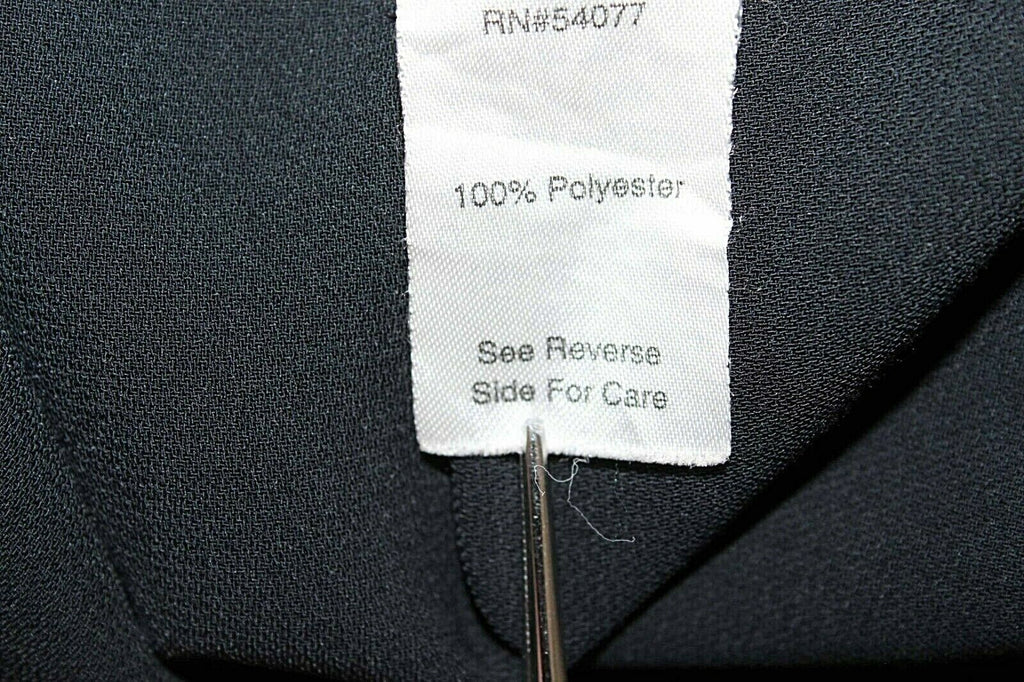 RN#54077
100% Polyester
See Reverse
Side For Care